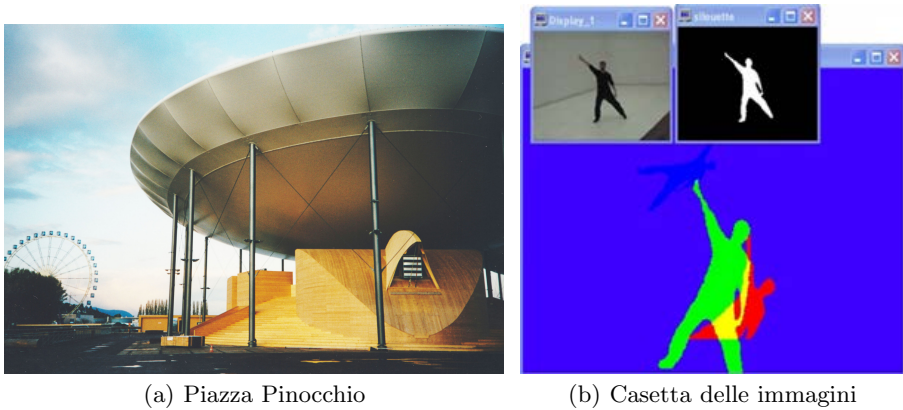 Display_1
silouette
(a) Piazza Pinocchio
(b) Casetta delle immagini